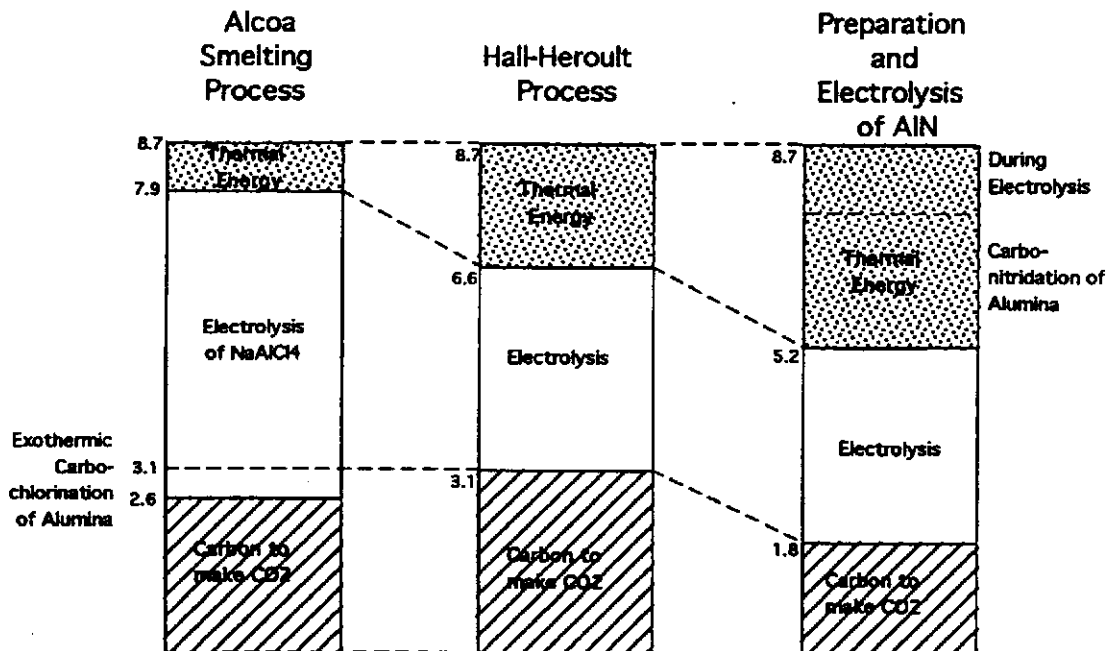 Alcoa
Smelting
Process
Hall-Heroult
Process
Preparation
and
Electrolysis
of AlN
8.7
Thermal
Energy
7.9
Electrolysis
of NaAlCl4
Exothermic
Carbo-
chlorination
of Alumina
3.1
2.6
Carbon to
make CO2
8.7
Thermal
Energy
6.6
Electrolysis
3.1
Carbon to
make CO2
8.7
During
Electrolysis
Thermal
Energy
Carbo-
nitridation of
Alumina
5.2
Electrolysis
1.8
Carbon to
make CO2